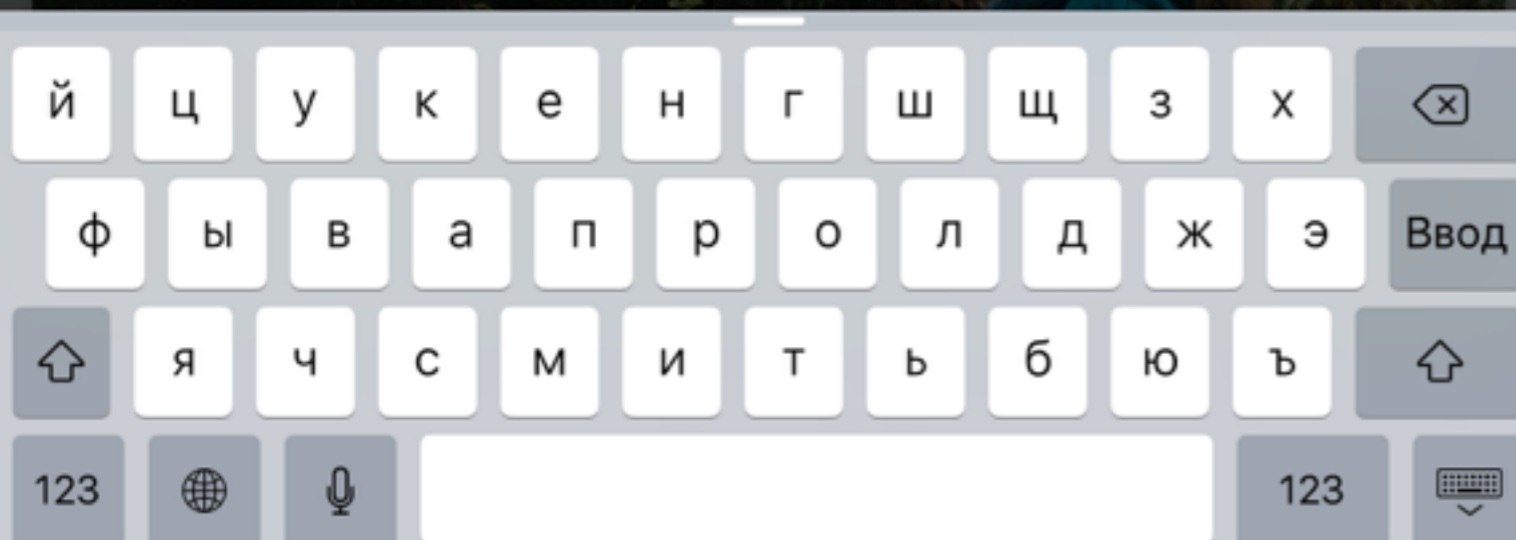 й ц у к е н г ш щ з х
ф ы в а п р о л д ж э Ввод
я ч с м и т ь б ю ъ
123 123